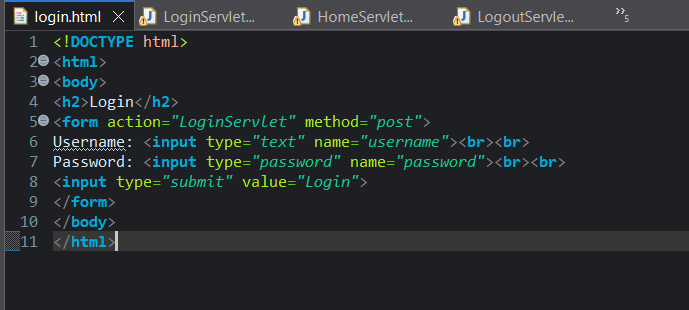 login.html LoginServlet... HomeServlet... LogoutServle... »5
1 <!DOCTYPE html>
2 <html>
3 <body>
4 <h2>Login</h2>
5 <form action="LoginServlet" method="post">
6 Username: <input type="text" name="username"><br><br>
7 Password: <input type="password" name="password"><br><br>
8 <input type="submit" value="Login">
9 </form>
10 </body>
11 </html>